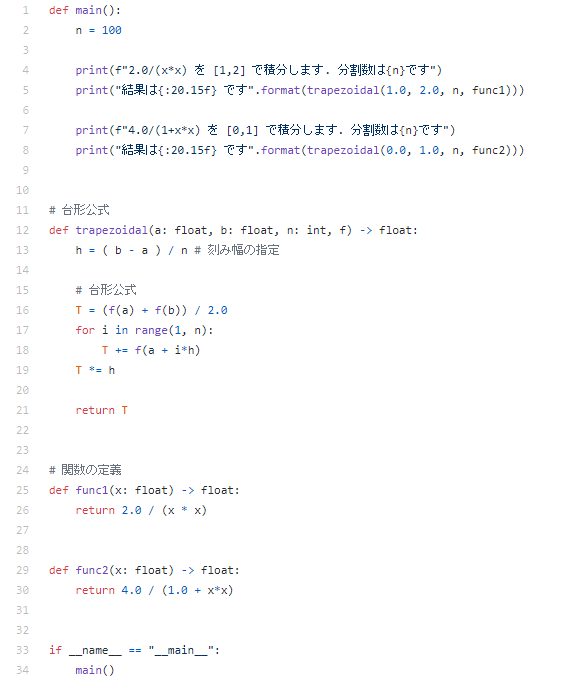 1 def main():
2     n = 100
3
4     print(f"2.0/(x*x) を [1,2] で積分します. 分割数は{n}です")
5     print("結果は{:20.15f} です".format(trapezoidal(1.0, 2.0, n, func1)))
6
7     print(f"4.0/(1+x*x) を [0,1] で積分します. 分割数は{n}です")
8     print("結果は{:20.15f} です".format(trapezoidal(0.0, 1.0, n, func2)))
9
10
11 # 台形公式
12 def trapezoidal(a: float, b: float, n: int, f) -> float:
13     h = ( b - a ) / n # 刻み幅の指定
14
15     # 台形公式
16     T = (f(a) + f(b)) / 2.0
17     for i in range(1, n):
18         T += f(a + i*h)
19     T *= h
20
21     return T
22
23
24 # 関数の定義
25 def func1(x: float) -> float:
26     return 2.0 / (x * x)
27
28
29 def func2(x: float) -> float:
30     return 4.0 / (1.0 + x*x)
31
32
33 if __name__ == "__main__":
34     main()